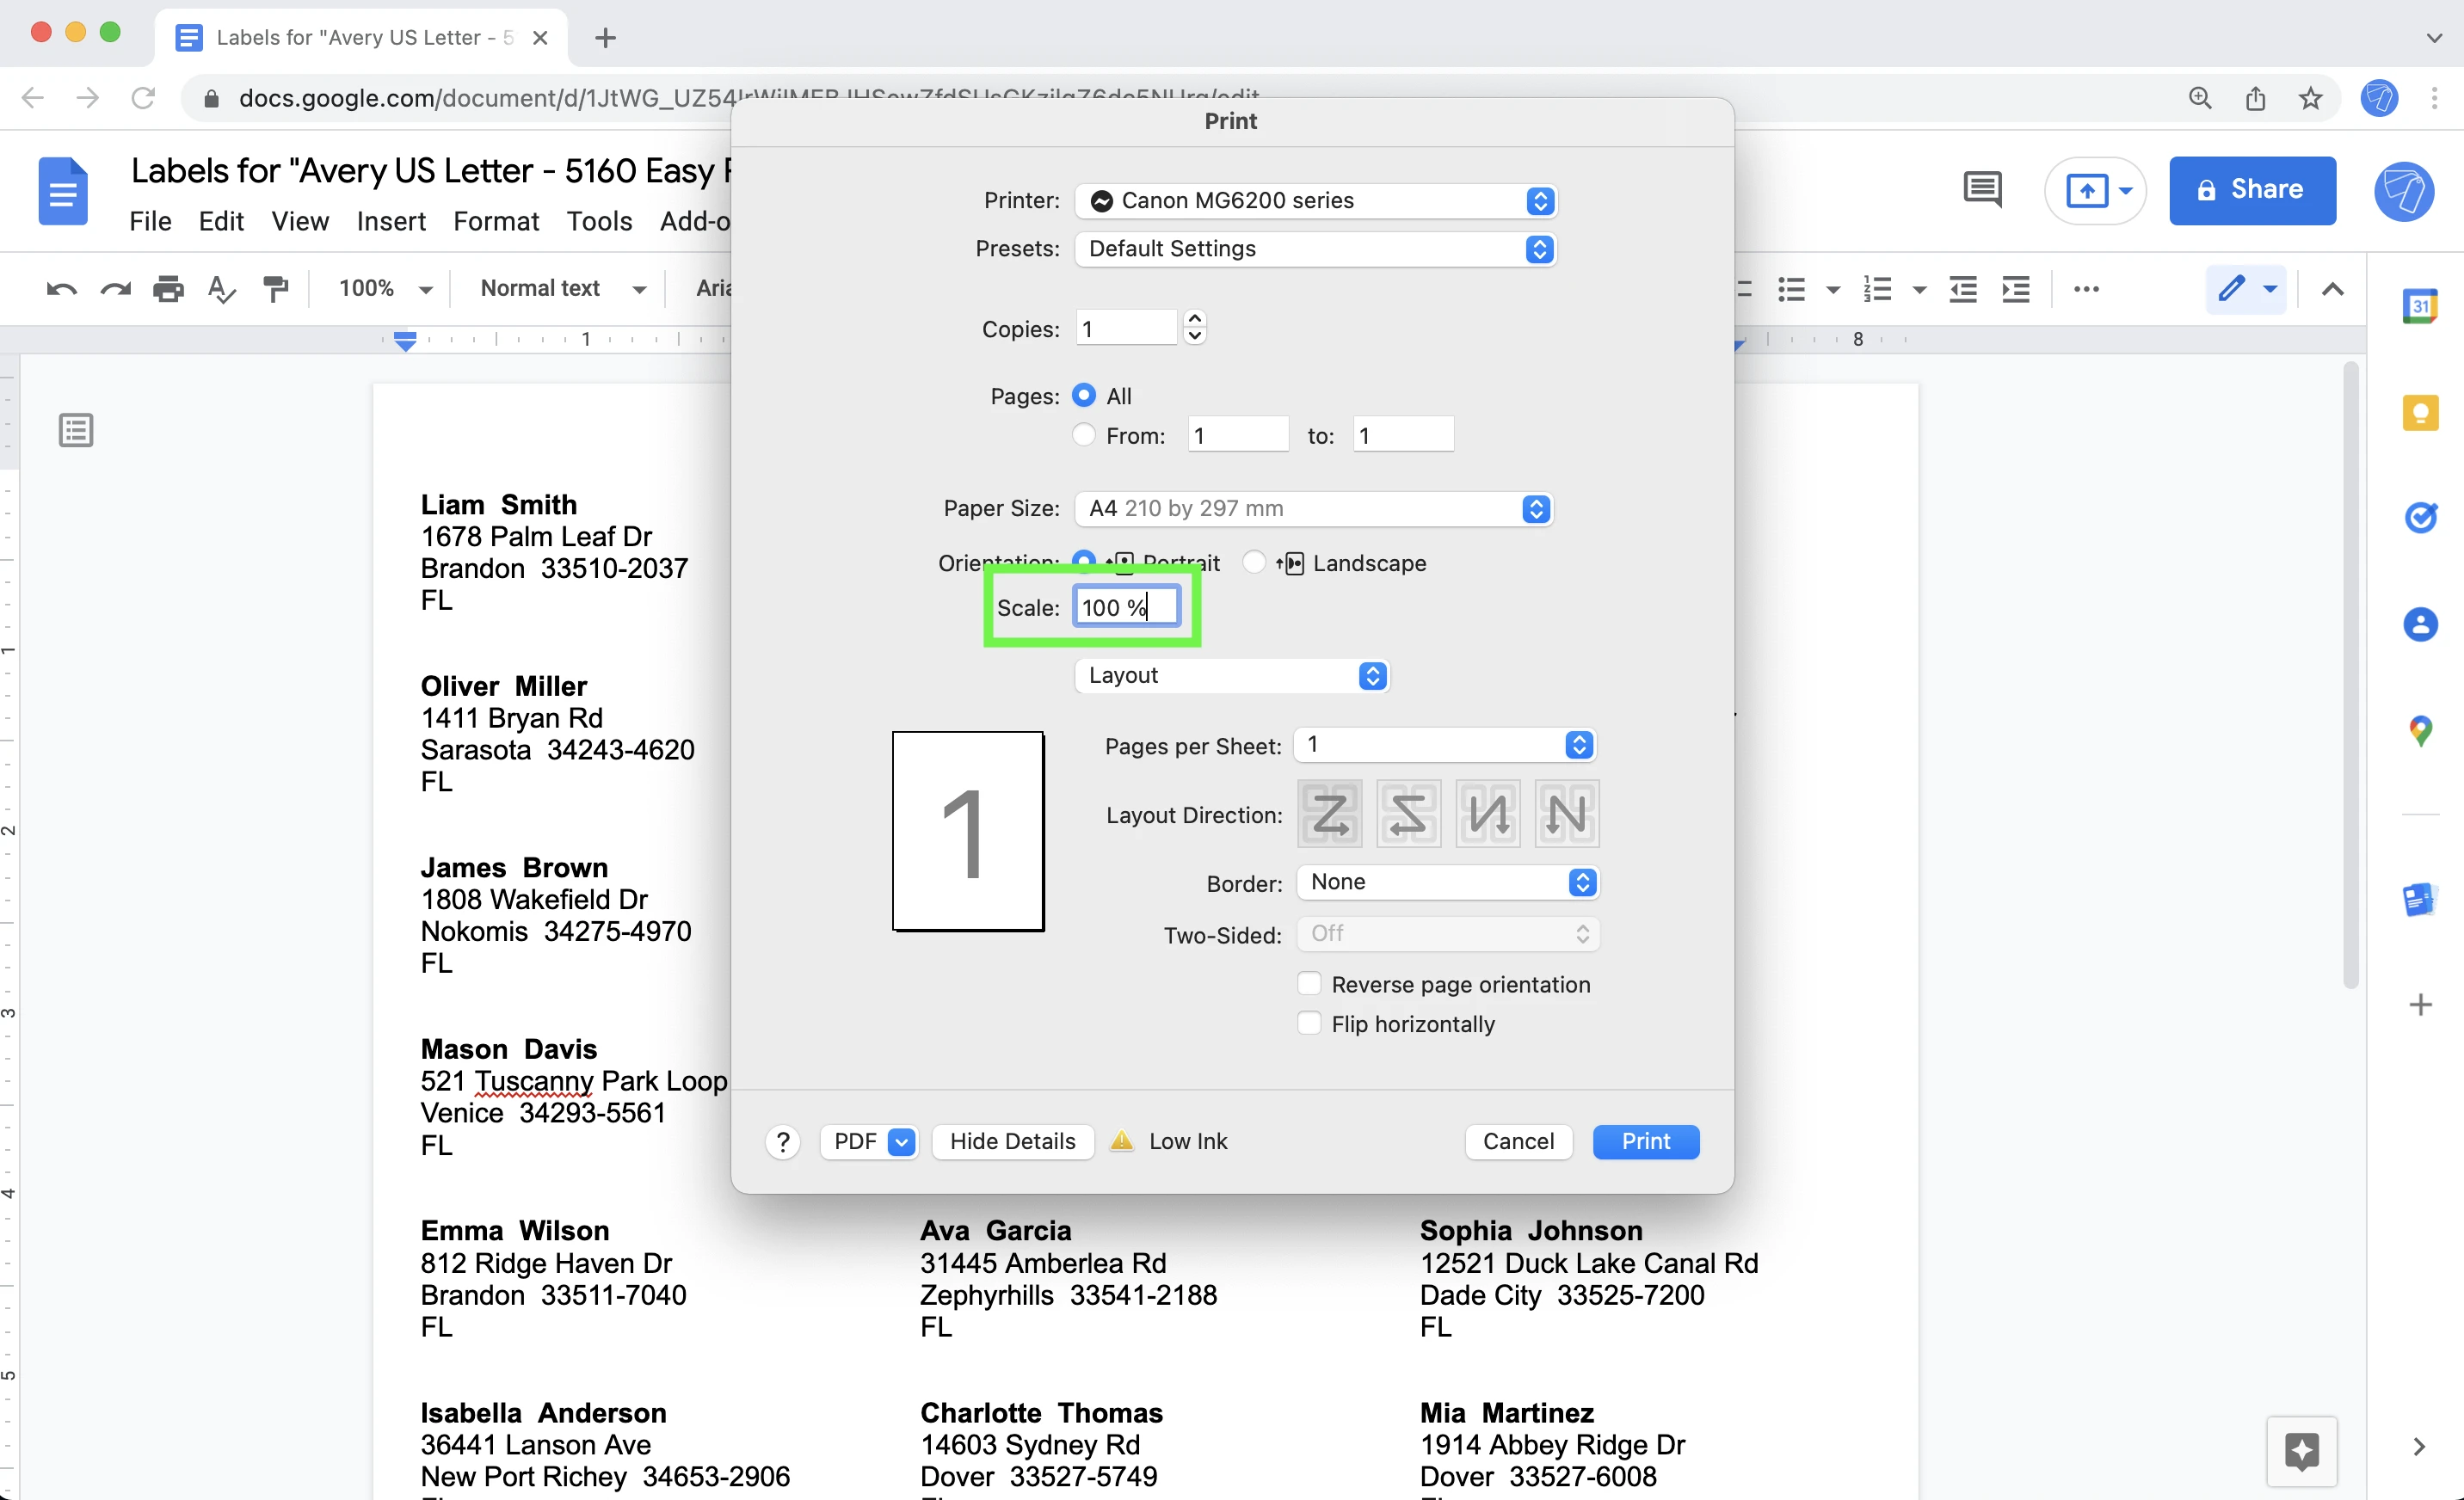 Labels for "Avery US Letter - 5
docs.google.com/document/d/1JtWG_UZ54
Print
Labels for "Avery US Letter - 5160 Easy
File Edit View Insert Format Tools Add-o
Share
100% Normal text Aria
1 8
31
Printer: Canon MG6200 series
Presets: Default Settings
Copies: 1
Pages: All
From: 1 to: 1
Paper Size: A4 210 by 297 mm
Orientation: Portrait Landscape
Scale: 100 %
Layout
1
Pages per Sheet: 1
Layout Direction:
Border: None
Two-Sided: Off
Reverse page orientation
Flip horizontally
? PDF Hide Details Low Ink Cancel Print
Liam Smith
1678 Palm Leaf Dr
Brandon 33510-2037
FL
1
Oliver Miller
1411 Bryan Rd
Sarasota 34243-4620
FL
2
James Brown
1808 Wakefield Dr
Nokomis 34275-4970
FL
3
Mason Davis
521 Tuscanny Park Loop
Venice 34293-5561
FL
4
Emma Wilson
812 Ridge Haven Dr
Brandon 33511-7040
FL
Ava Garcia
31445 Amberlea Rd
Zephyrhills 33541-2188
FL
Sophia Johnson
12521 Duck Lake Canal Rd
Dade City 33525-7200
FL
5
Isabella Anderson
36441 Lanson Ave
New Port Richey 34653-2906
Charlotte Thomas
14603 Sydney Rd
Dover 33527-5749
Mia Martinez
1914 Abbey Ridge Dr
Dover 33527-6008